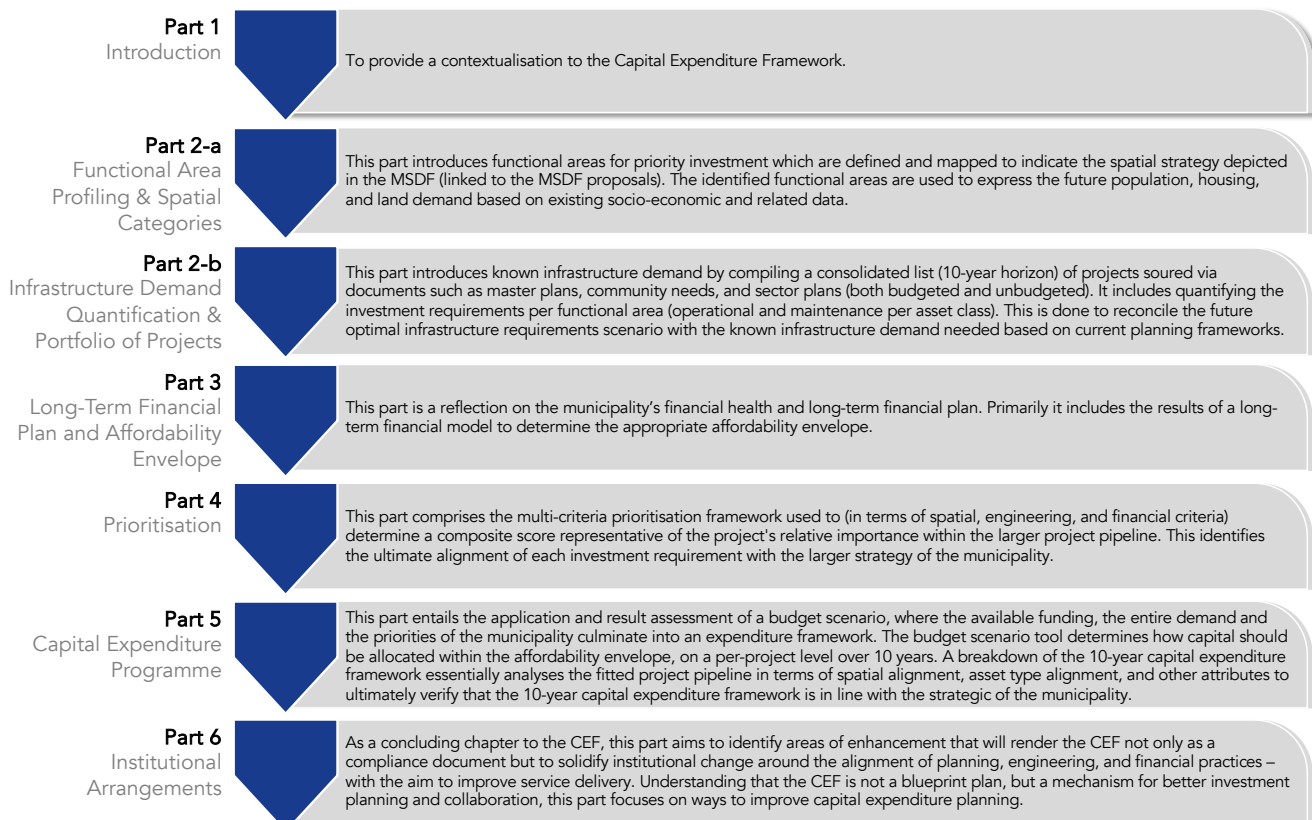 Part 1
Introduction
To provide a contextualisation to the Capital Expenditure Framework.
Part 2-a
Functional Area
Profiling & Spatial
Categories
This part introduces functional areas for priority investment which are defined and mapped to indicate the spatial strategy depicted
in the MSDF (linked to the MSDF proposals). The identified functional areas are used to express the future population, housing,
and land demand based on existing socio-economic and related data.
Part 2-b
Infrastructure Demand
Quantification &
Portfolio of Projects
This part introduces known infrastructure demand by compiling a consolidated list (10-year horizon) of projects soured via
documents such as master plans, community needs, and sector plans (both budgeted and unbudgeted). It includes quantifying the
investment requirements per functional area (operational and maintenance per asset class). This is done to reconcile the future
optimal infrastructure requirements scenario with the known infrastructure demand needed based on current planning frameworks.
Part 3
Long-Term Financial
Plan and Affordability
Envelope
This part is a reflection on the municipality's financial health and long-term financial plan. Primarily it includes the results of a long-
term financial model to determine the appropriate affordability envelope.
Part 4
Prioritisation
This part comprises the multi-criteria prioritisation framework used to (in terms of spatial, engineering, and financial criteria)
determine a composite score representative of the project's relative importance within the larger project pipeline. This identifies
the ultimate alignment of each investment requirement with the larger strategy of the municipality.
Part 5
Capital Expenditure
Programme
This part entails the application and result assessment of a budget scenario, where the available funding, the entire demand and
the priorities of the municipality culminate into an expenditure framework. The budget scenario tool determines how capital should
be allocated within the affordability envelope, on a per-project level over 10 years. A breakdown of the 10-year capital expenditure
framework essentially analyses the fitted project pipeline in terms of spatial alignment, asset type alignment, and other attributes to
ultimately verify that the 10-year capital expenditure framework is in line with the strategic of the municipality.
Part 6
Institutional
Arrangements
As a concluding chapter to the CEF, this part aims to identify areas of enhancement that will render the CEF not only as a
compliance document but to solidify institutional change around the alignment of planning, engineering, and financial practices –
with the aim to improve service delivery. Understanding that the CEF is not a blueprint plan, but a mechanism for better investment
planning and collaboration, this part focuses on ways to improve capital expenditure planning.